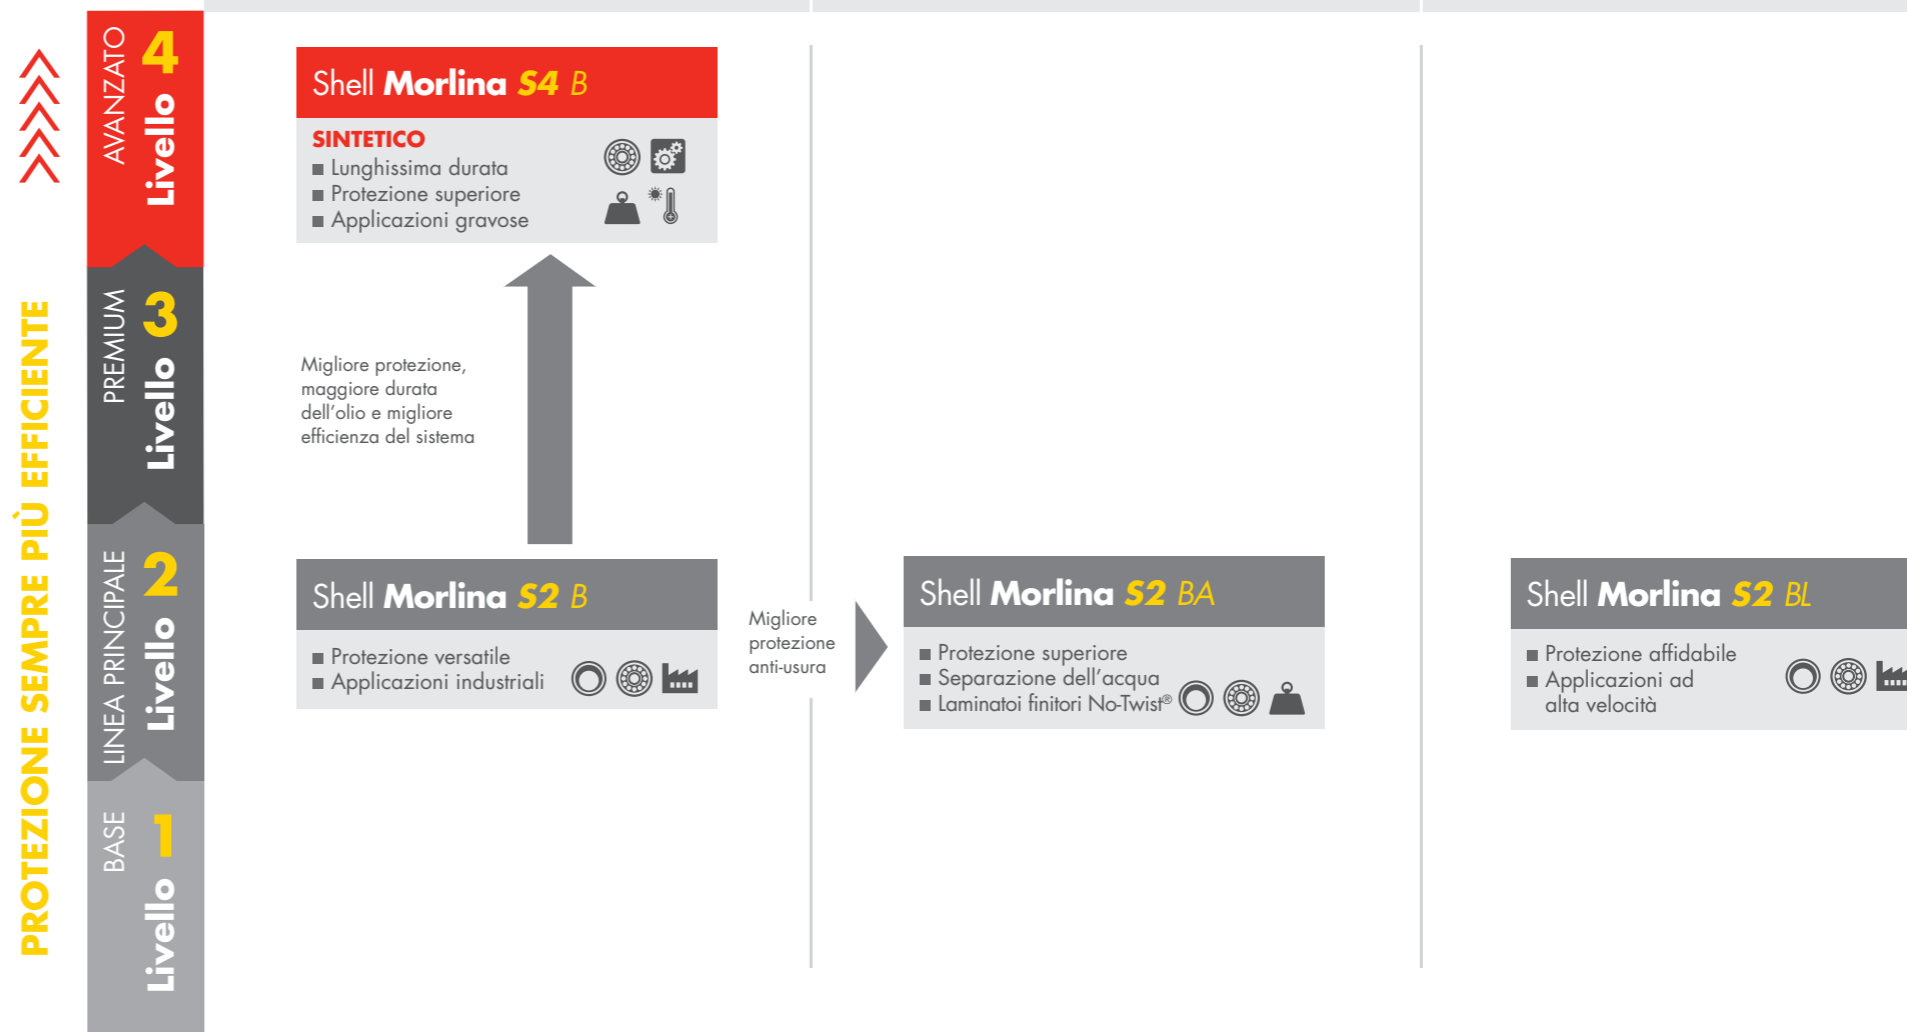 PROTEZIONE SEMPRE PIÙ EFFICIENTE
AVANZATO
Livello 4
PREMIUM
Livello 3
LINEA PRINCIPALE
Livello 2
BASE
Livello 1
Shell Morlina S4 B
SINTETICO
■ Lunghissima durata
■ Protezione superiore
■ Applicazioni gravose
Migliore protezione,
maggiore durata
dell'olio e migliore
efficienza del sistema
Shell Morlina S2 B
■ Protezione versatile
■ Applicazioni industriali
Migliore
protezione
anti-usura
Shell Morlina S2 BA
■ Protezione superiore
■ Separazione dell'acqua
■ Laminatoi finitori No-Twist®
Shell Morlina S2 BL
■ Protezione affidabile
■ Applicazioni ad
alta velocità